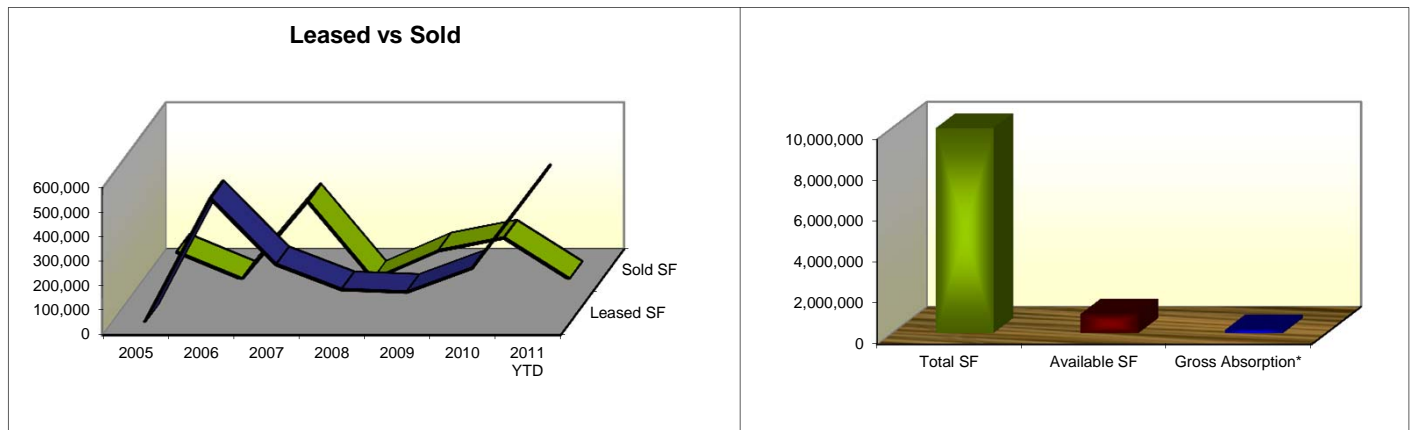 Leased vs Sold
600,000
500,000
400,000
300,000
200,000
100,000
0
2005 2006 2007 2008 2009 2010 2011
YTD
Sold SF
Leased SF
10,000,000
8,000,000
6,000,000
4,000,000
2,000,000
0
Total SF Available SF Gross Absorption*